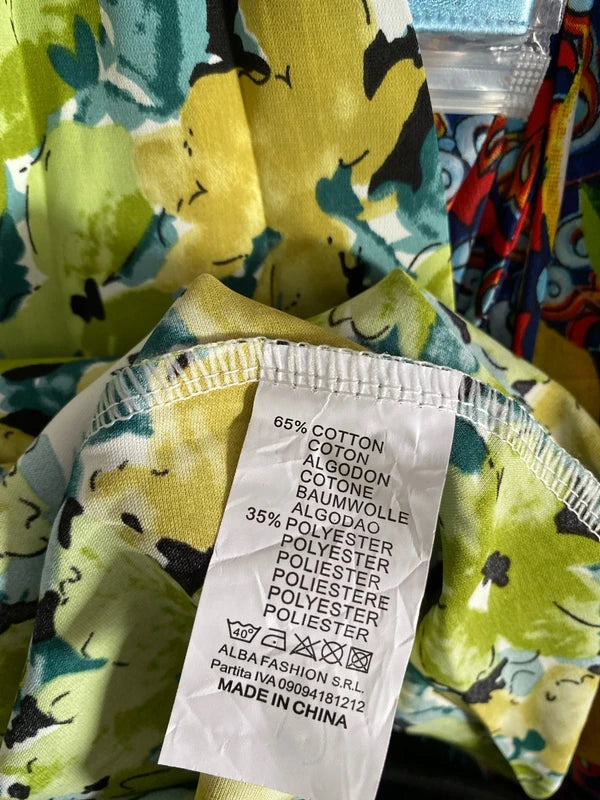 65% COTTON
COTON
ALGODON
COTONE
BAUMWOLLE
ALGODAO
35% POLYESTER
POLYESTER
POLIESTER
POLIESTERE
POLYESTER
POLIESTER
40°
ALBA FASHION S.R.L.
Partita IVA 09094181212
MADE IN CHINA